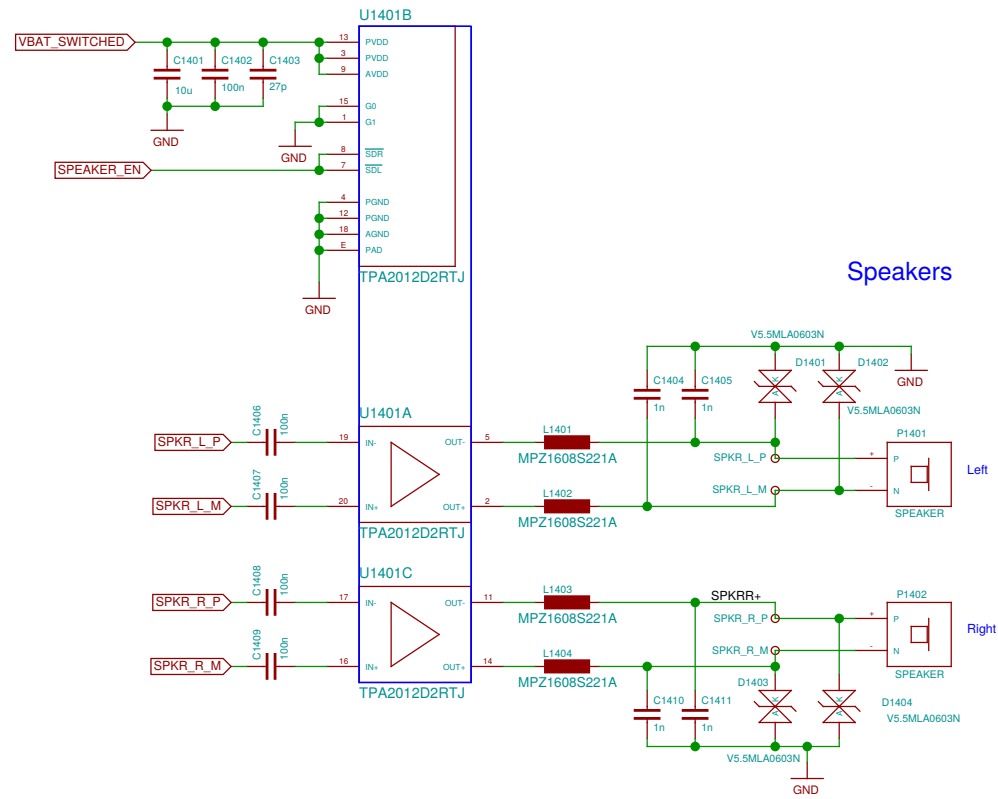 U1401B
VBAT_SWITCHED
13 PVDD
3 PVDD
9 AVDD
C1401
10u
C1402
100n
C1403
27p
GND
15 G0
1 G1
GND
8 SDR
SPEAKER_EN
7 SDL
4 PGND
12 PGND
18 AGND
E PAD
TPA2012D2RTJ
GND
Speakers
V5.5MLA0603N
C1404
1n
C1405
1n
D1401
A K
D1402
A K
V5.5MLA0603N
GND
U1401A
SPKR_L_P
C1406
100n
19 IN-
OUT- 5
L1401
MPZ1608S221A
SPKR_L_P
P1401
+ P
Left
SPKR_L_M
C1407
100n
20 IN+
OUT+ 2
L1402
MPZ1608S221A
SPKR_L_M
- N
SPEAKER
TPA2012D2RTJ
U1401C
SPKR_R_P
C1408
100n
17 IN-
OUT- 11
L1403
MPZ1608S221A
SPKRR+
SPKR_R_P
P1402
+ P
Right
SPKR_R_M
C1409
100n
16 IN+
OUT+ 14
L1404
MPZ1608S221A
SPKR_R_M
- N
SPEAKER
TPA2012D2RTJ
C1410
1n
C1411
1n
D1403
A K
A K
D1404
V5.5MLA0603N
V5.5MLA0603N
GND